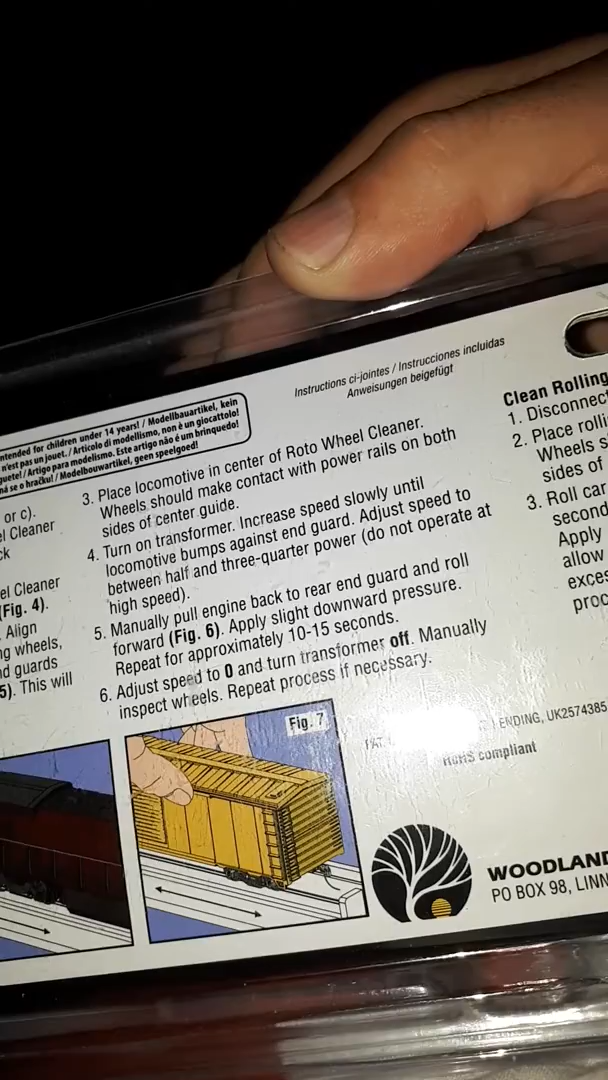 Instructions ci-jointes / Instrucciones incluidas
Anweisungen beigefügt
ntended for children under 14 years! / Modellbauartikel, kein
n'est pas un jouet. / Articolo di modellismo, non è un giocattolo!
guete! / Artigo para modelismo. Este artigo não é um brinquedo!
ná se o hračku! / Modelbouwartikel, geen speelgoed!
or c).
el Cleaner
ck
el Cleaner
(Fig. 4).
Align
ng wheels,
nd guards
5). This will
3. Place locomotive in center of Roto Wheel Cleaner.
Wheels should make contact with power rails on both
sides of center guide.
4. Turn on transformer. Increase speed slowly until
locomotive bumps against end guard. Adjust speed to
between half and three-quarter power (do not operate at
high speed).
5. Manually pull engine back to rear end guard and roll
forward (Fig. 6). Apply slight downward pressure.
Repeat for approximately 10-15 seconds.
6. Adjust speed to 0 and turn transformer off. Manually
inspect wheels. Repeat process if necessary.
Clean Rolling
1. Disconnect
2. Place rolli
Wheels s
sides of
3. Roll car
second
Apply
allow
exces
proc
Fig. 7
PENDING, UK2574385
RoHS compliant
WOODLAND
PO BOX 98, LINN